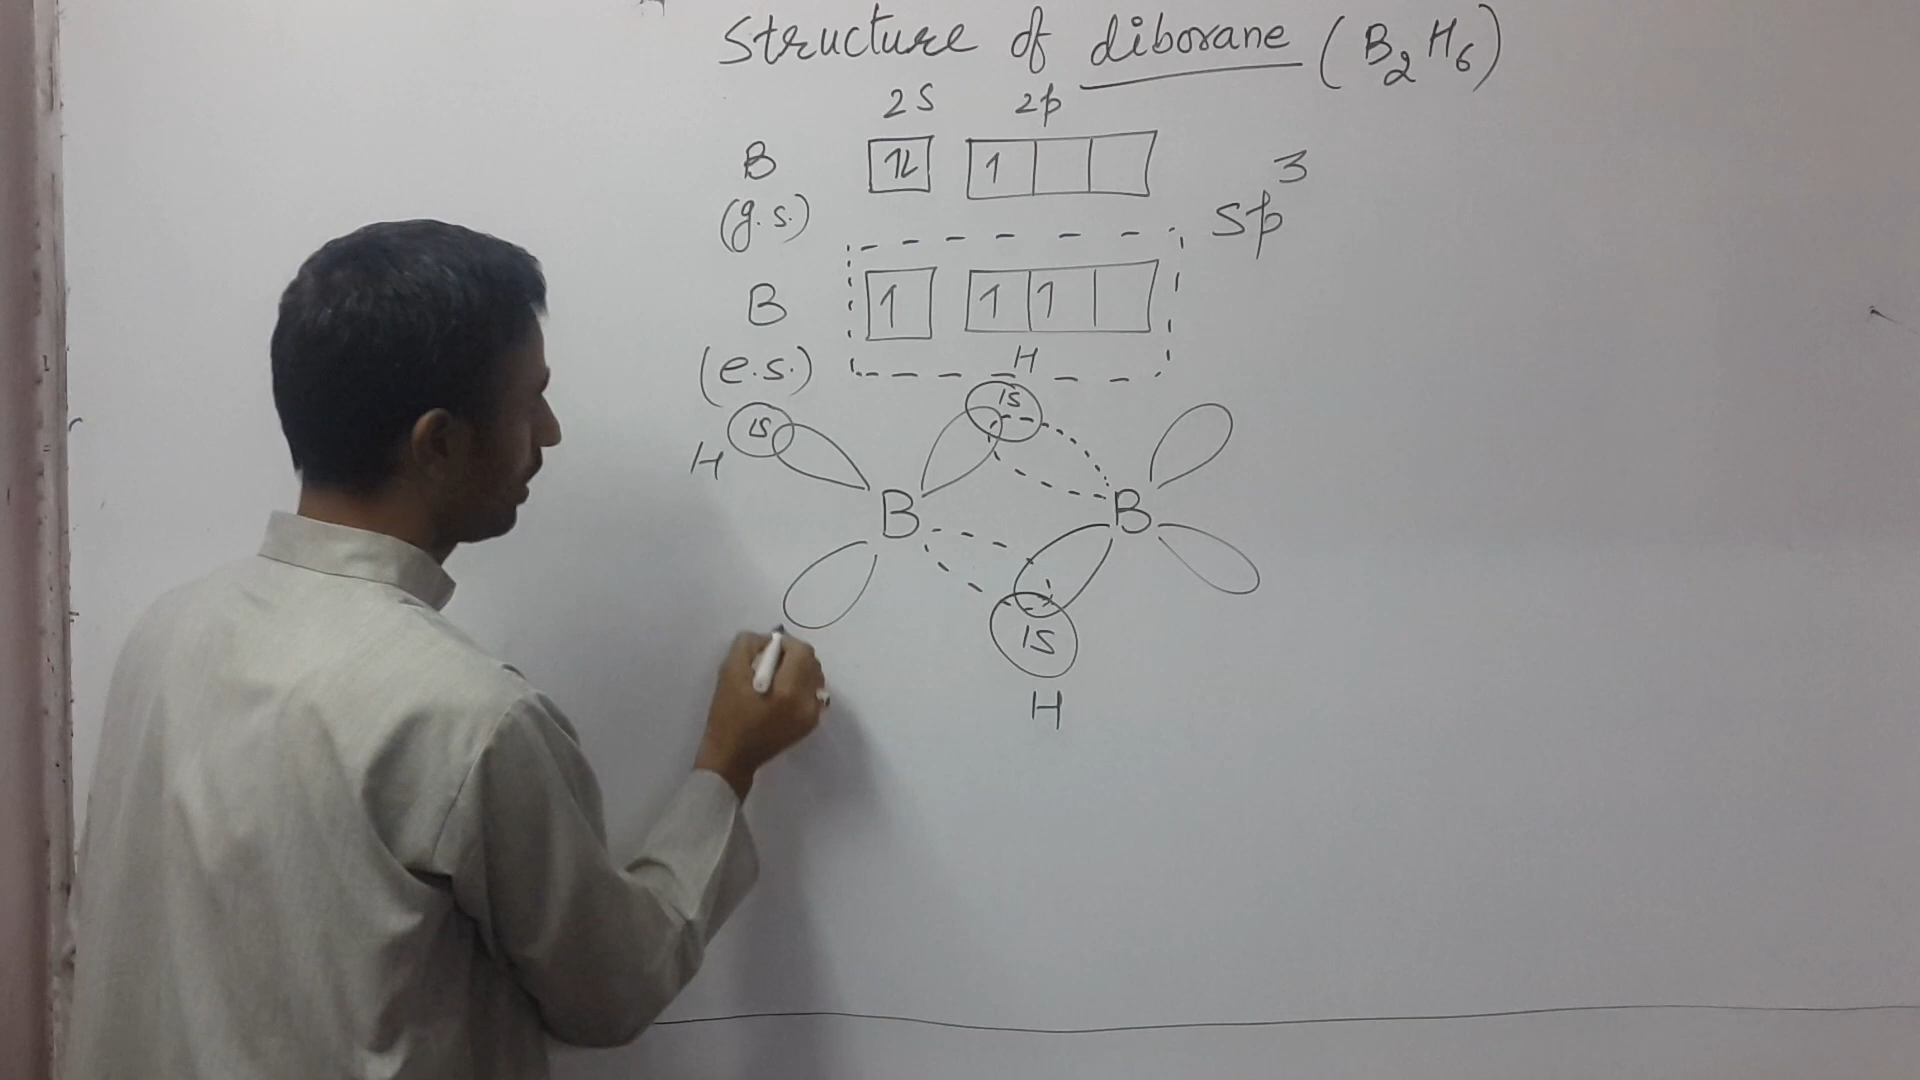 Structure of diborane (B2H6)
2s 2p
B 1L 1
(g.s.) sp3
B 1 1 1
(e.s.) H
1s 1s
H
B B
1s
H